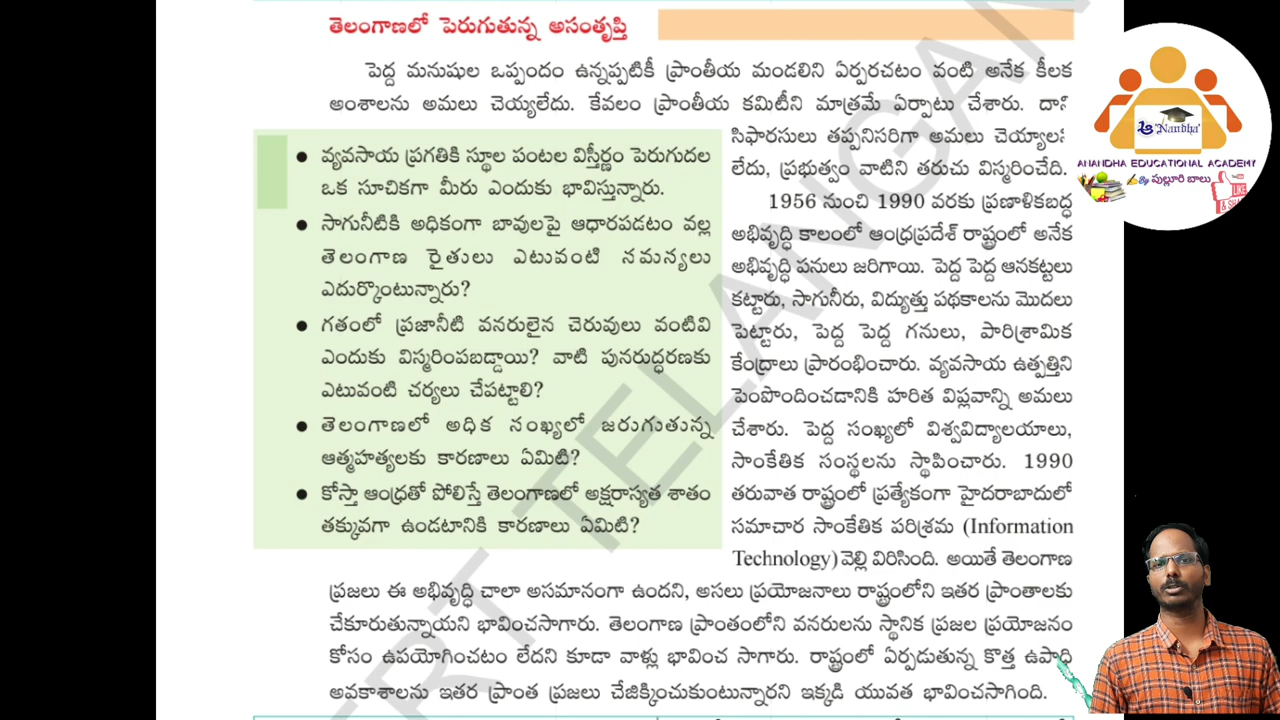 తెలంగాణలో పెరుగుతున్న అసంతృప్తి
పెద్ద మనుషుల ఒప్పందం ఉన్నప్పటికీ ప్రాంతీయ మండలిని ఏర్పరచటం వంటి అనేక కీలక
అంశాలను అమలు చెయ్యలేదు. కేవలం ప్రాంతీయ కమిటీని మాత్రమే ఏర్పాటు చేశారు. దాని
సిఫారసులు తప్పనిసరిగా అమలు చెయ్యాలని
లేదు, ప్రభుత్వం వాటిని తరుచు విస్మరించేది.
1956 నుంచి 1990 వరకు ప్రణాళికబద్ధ
అభివృద్ధి కాలంలో ఆంధ్రప్రదేశ్ రాష్ట్రంలో అనేక
అభివృద్ధి పనులు జరిగాయి. పెద్ద పెద్ద ఆనకట్టలు
కట్టారు, సాగునీరు, విద్యుత్తు పథకాలను మొదలు
పెట్టారు, పెద్ద పెద్ద గనులు, పారిశ్రామిక
కేంద్రాలు ప్రారంభించారు. వ్యవసాయ ఉత్పత్తిని
పెంపొందించడానికి హరిత విప్లవాన్ని అమలు
చేశారు. పెద్ద సంఖ్యలో విశ్వవిద్యాలయాలు,
సాంకేతిక సంస్థలను స్థాపించారు. 1990
తరువాత రాష్ట్రంలో ప్రత్యేకంగా హైదరాబాదులో
సమాచార సాంకేతిక పరిశ్రమ (Information
Technology) వెల్లి విరిసింది. అయితే తెలంగాణ
ప్రజలు ఈ అభివృద్ధి చాలా అసమానంగా ఉందని, అసలు ప్రయోజనాలు రాష్ట్రంలోని ఇతర ప్రాంతాలకు
చేకూరుతున్నాయని భావించసాగారు. తెలంగాణ ప్రాంతంలోని వనరులను స్థానిక ప్రజల ప్రయోజనం
కోసం ఉపయోగించటం లేదని కూడా వాళ్లు భావించ సాగారు. రాష్ట్రంలో ఏర్పడుతున్న కొత్త ఉపాధి
అవకాశాలను ఇతర ప్రాంత ప్రజలు చేజిక్కించుకుంటున్నారని ఇక్కడి యువత భావించసాగింది.
● వ్యవసాయ ప్రగతికి స్థూల పంటల విస్తీర్ణం పెరుగుదల
ఒక సూచికగా మీరు ఎందుకు భావిస్తున్నారు.
● సాగునీటికి అధికంగా బావులపై ఆధారపడటం వల్ల
తెలంగాణ రైతులు ఎటువంటి సమస్యలు
ఎదుర్కొంటున్నారు?
● గతంలో ప్రజానీటి వనరులైన చెరువులు వంటివి
ఎందుకు విస్మరింపబడ్డాయి? వాటి పునరుద్ధరణకు
ఎటువంటి చర్యలు చేపట్టాలి?
● తెలంగాణలో అధిక సంఖ్యలో జరుగుతున్న
ఆత్మహత్యలకు కారణాలు ఏమిటి?
● కోస్తా ఆంధ్రతో పోలిస్తే తెలంగాణలో అక్షరాస్యత శాతం
తక్కువగా ఉండటానికి కారణాలు ఏమిటి?
RT TELANGAN
'Nandha'
ANANDHA EDUCATIONAL ACADEMY
By పుల్లూరి బాలు
LIKE
& SHARE